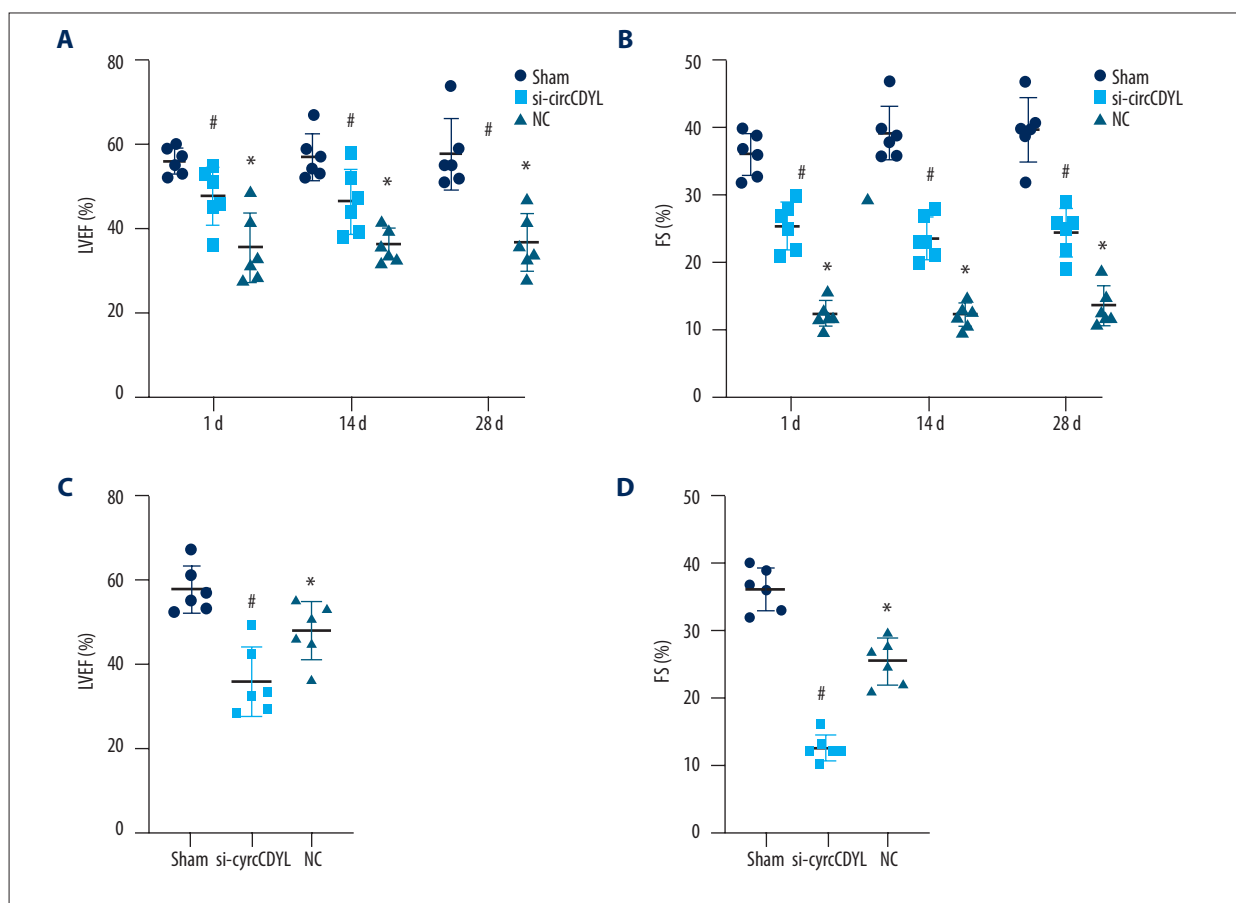 A
80
60
40
20
0
LVEF (%)
Sham
si-circCDYL
NC
#
*
#
*
#
*
1 d
14 d
28 d
B
50
40
30
20
10
0
FS (%)
Sham
si-circCDYL
NC
#
*
#
*
#
*
1 d
14 d
28 d
C
80
60
40
20
0
LVEF (%)
#
*
Sham
si-cyrcCDYL
NC
D
50
40
30
20
10
0
FS (%)
#
*
Sham
si-cyrcCDYL
NC